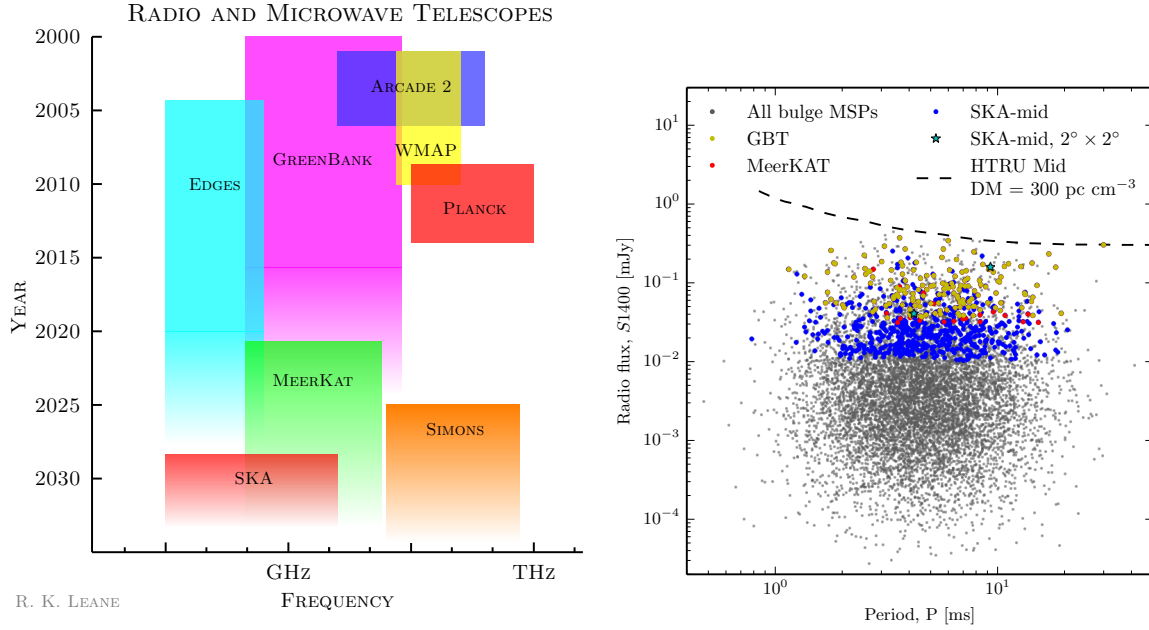 RADIO AND MICROWAVE TELESCOPES
2000
2005
2010
2015
2020
2025
2030
YEAR
ARCADE 2
GREENBANK
WMAP
EDGES
PLANCK
MEERKAT
SIMONS
SKA
GHz
THz
FREQUENCY
R. K. LEANE
All bulge MSPs
GBT
MeerKAT
SKA-mid
SKA-mid, 2° × 2°
HTRU Mid
DM = 300 pc cm⁻³
10¹
10⁰
10⁻¹
10⁻²
10⁻³
10⁻⁴
Radio flux, S1400 [mJy]
10⁰
10¹
Period, P [ms]